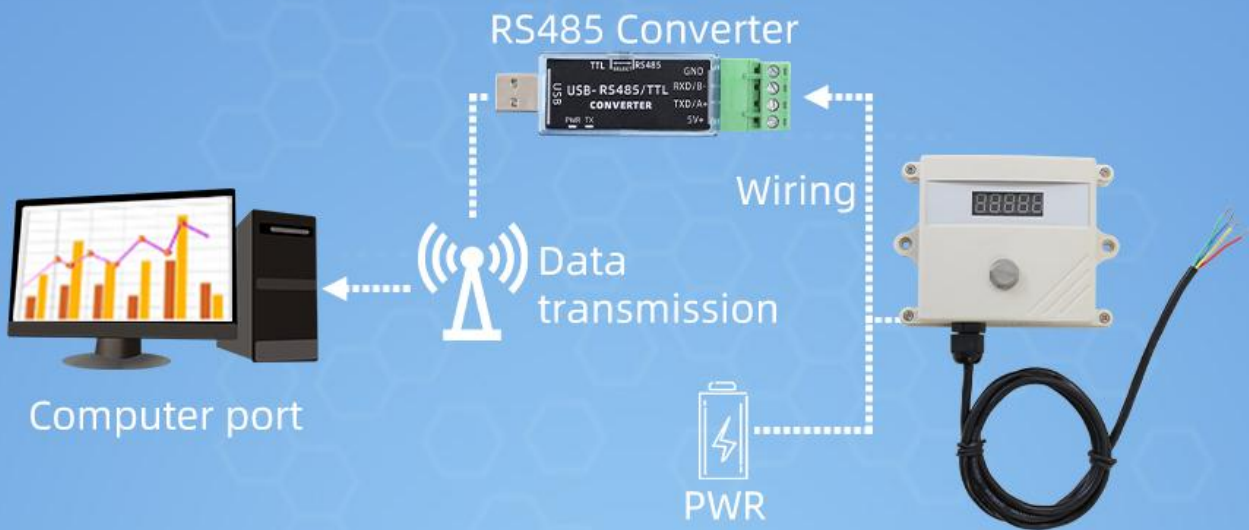 RS485 Converter
TTL SELECT RS485
GND
USB
USB-RS485/TTL
RXD/B-
CONVERTER
TXD/A+
PWR TX
5V+
Wiring
Data
transmission
Computer port
PWR